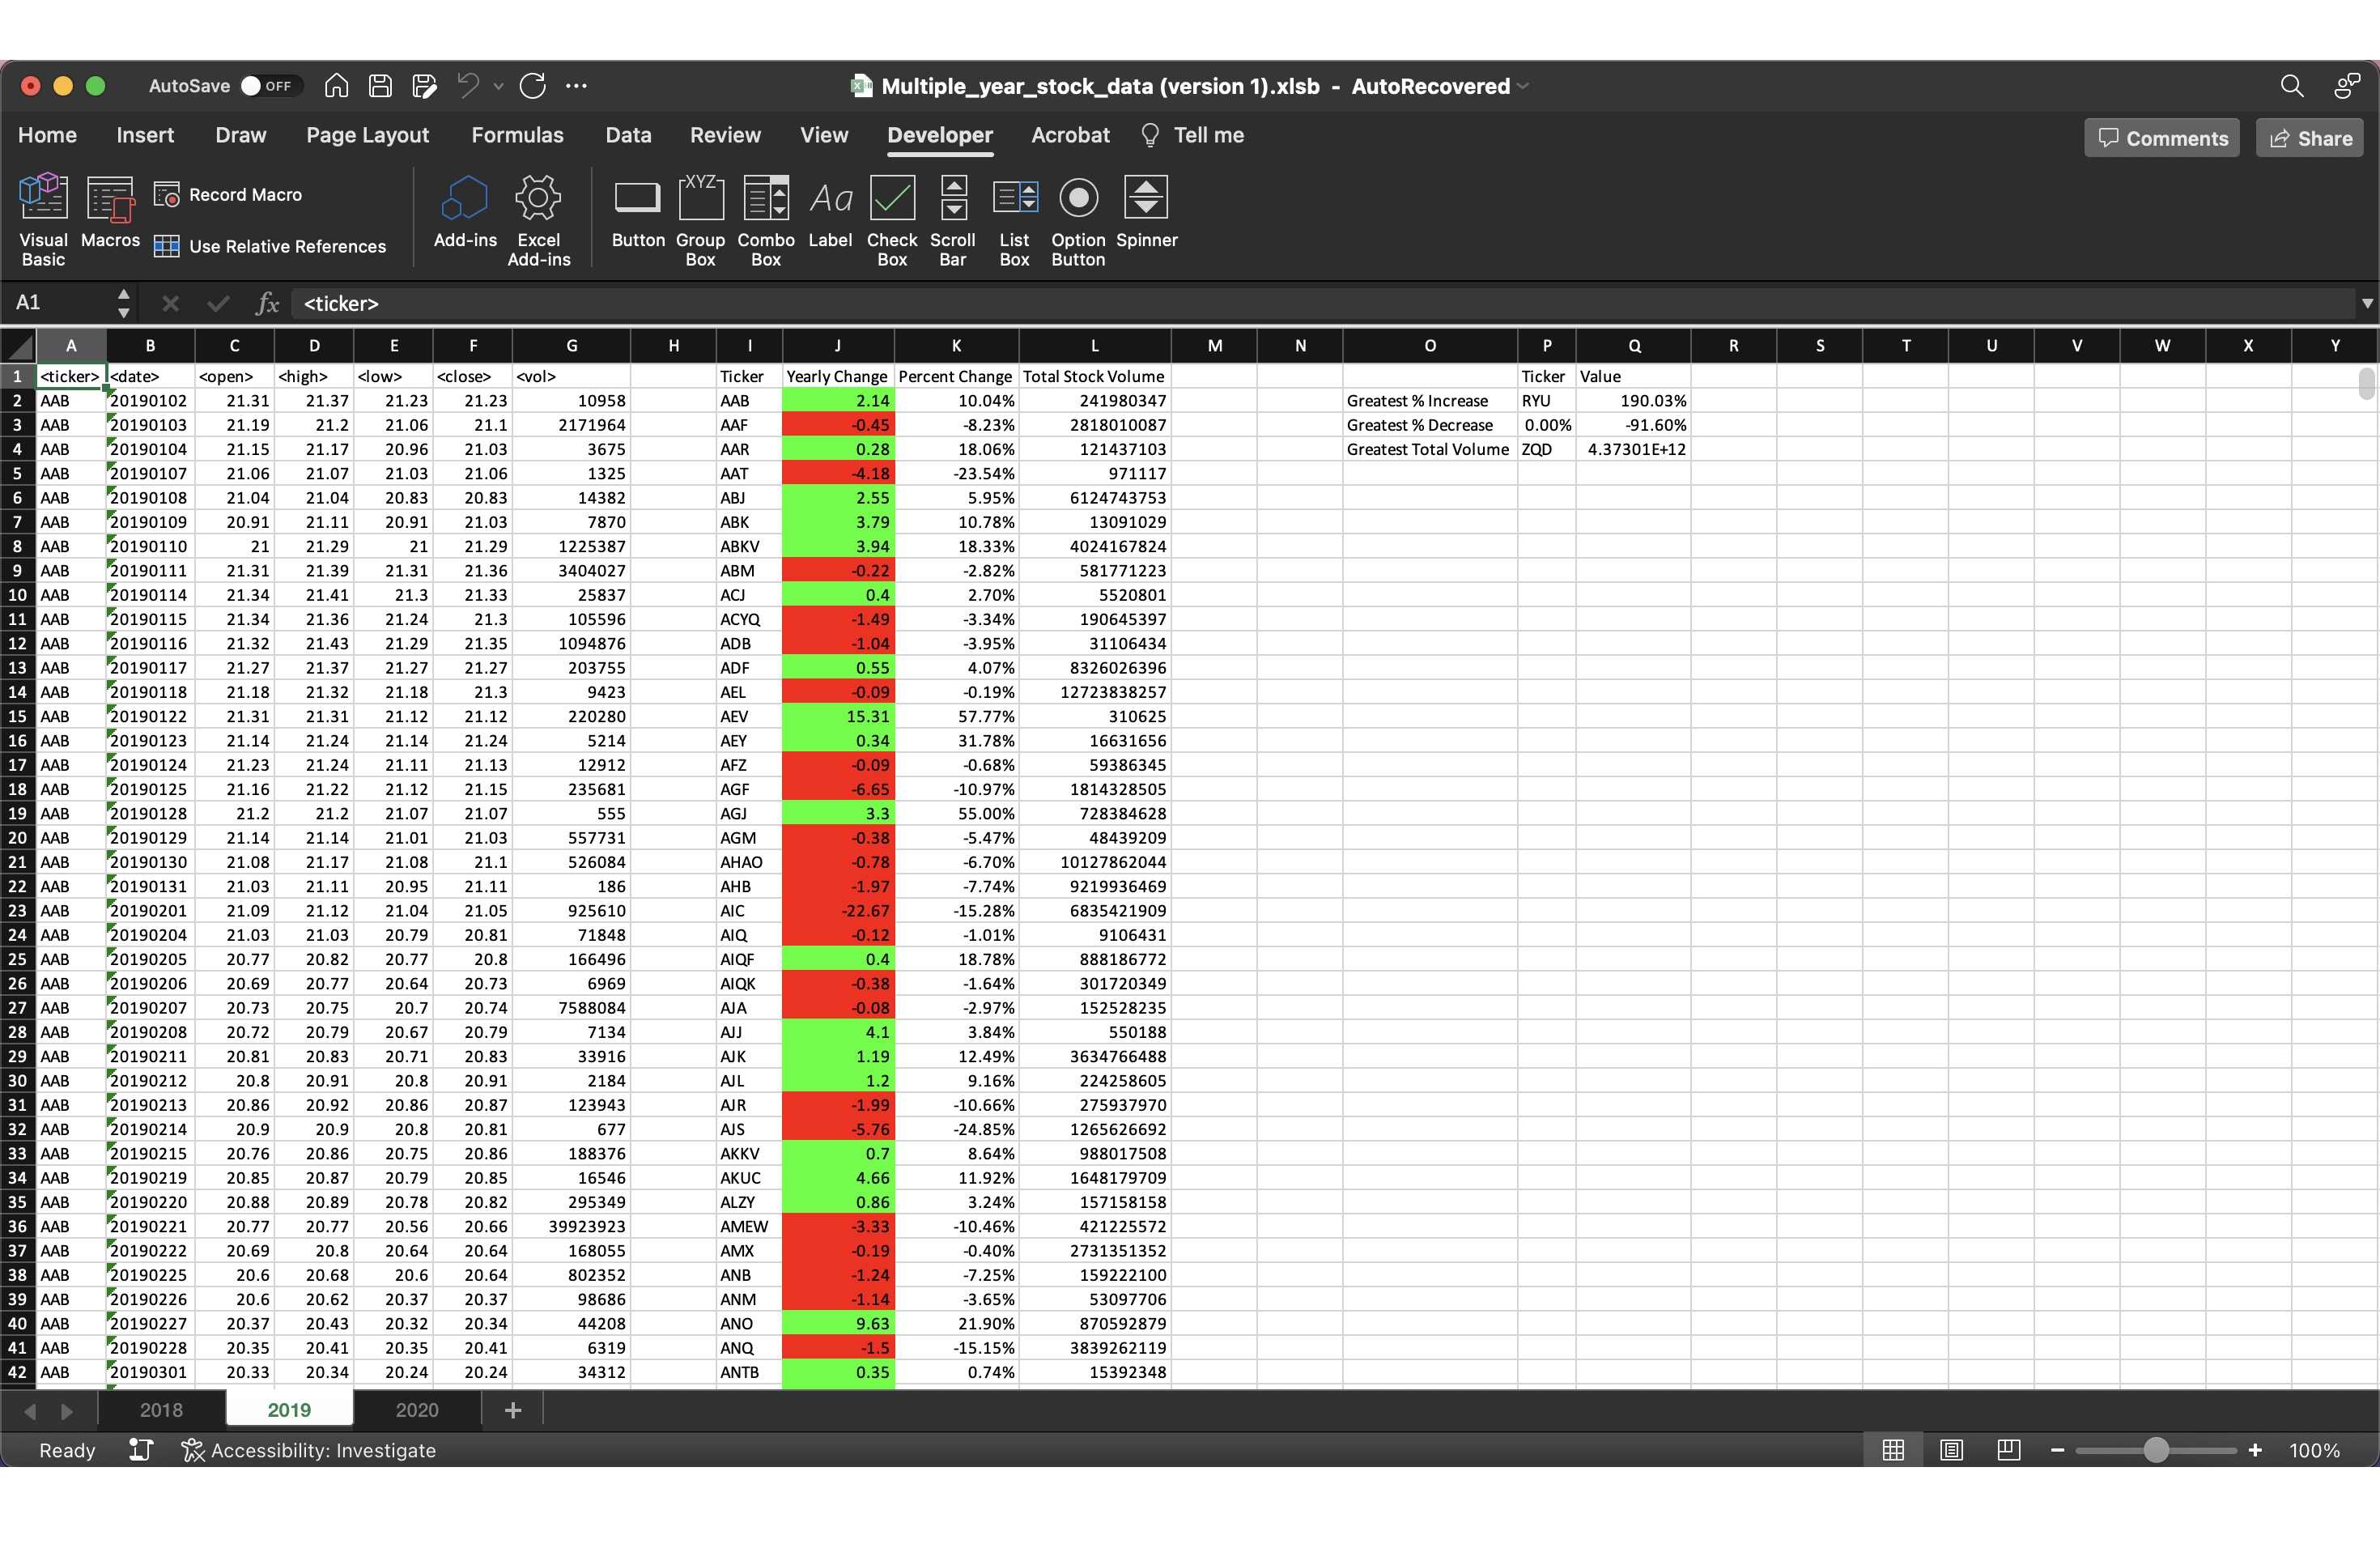 AutoSave OFF
Multiple_year_stock_data (version 1).xlsb - AutoRecovered
Home Insert Draw Page Layout Formulas Data Review View Developer Acrobat Tell me Comments Share
Visual Basic Macros Record Macro Use Relative References Add-ins Excel Add-ins Button Group Box Combo Box Label Check Box Scroll Bar List Box Option Button Spinner
XYZ Aa
A1 fx <ticker>
A B C D E F G H I J K L M N O P Q R S T U V W X Y
1 <ticker> <date> <open> <high> <low> <close> <vol> Ticker Yearly Change Percent Change Total Stock Volume Ticker Value
2 AAB 20190102 21.31 21.37 21.23 21.23 10958 AAB 2.14 10.04% 241980347 Greatest % Increase RYU 190.03%
3 AAB 20190103 21.19 21.2 21.06 21.1 2171964 AAF -0.45 -8.23% 2818010087 Greatest % Decrease 0.00% -91.60%
4 AAB 20190104 21.15 21.17 20.96 21.03 3675 AAR 0.28 18.06% 121437103 Greatest Total Volume ZQD 4.37301E+12
5 AAB 20190107 21.06 21.07 21.03 21.06 1325 AAT -4.18 -23.54% 971117
6 AAB 20190108 21.04 21.04 20.83 20.83 14382 ABJ 2.55 5.95% 6124743753
7 AAB 20190109 20.91 21.11 20.91 21.03 7870 ABK 3.79 10.78% 13091029
8 AAB 20190110 21 21.29 21 21.29 1225387 ABKV 3.94 18.33% 4024167824
9 AAB 20190111 21.31 21.39 21.31 21.36 3404027 ABM -0.22 -2.82% 581771223
10 AAB 20190114 21.34 21.41 21.3 21.33 25837 ACJ 0.4 2.70% 5520801
11 AAB 20190115 21.34 21.36 21.24 21.3 105596 ACYQ -1.49 -3.34% 190645397
12 AAB 20190116 21.32 21.43 21.29 21.35 1094876 ADB -1.04 -3.95% 31106434
13 AAB 20190117 21.27 21.37 21.27 21.27 203755 ADF 0.55 4.07% 8326026396
14 AAB 20190118 21.18 21.32 21.18 21.3 9423 AEL -0.09 -0.19% 12723838257
15 AAB 20190122 21.31 21.31 21.12 21.12 220280 AEV 15.31 57.77% 310625
16 AAB 20190123 21.14 21.24 21.14 21.24 5214 AEY 0.34 31.78% 16631656
17 AAB 20190124 21.23 21.24 21.11 21.13 12912 AFZ -0.09 -0.68% 59386345
18 AAB 20190125 21.16 21.22 21.12 21.15 235681 AGF -6.65 -10.97% 1814328505
19 AAB 20190128 21.2 21.2 21.07 21.07 555 AGJ 3.3 55.00% 728384628
20 AAB 20190129 21.14 21.14 21.01 21.03 557731 AGM -0.38 -5.47% 48439209
21 AAB 20190130 21.08 21.17 21.08 21.1 526084 AHAO -0.78 -6.70% 10127862044
22 AAB 20190131 21.03 21.11 20.95 21.11 186 AHB -1.97 -7.74% 9219936469
23 AAB 20190201 21.09 21.12 21.04 21.05 925610 AIC -22.67 -15.28% 6835421909
24 AAB 20190204 21.03 21.03 20.79 20.81 71848 AIQ -0.12 -1.01% 9106431
25 AAB 20190205 20.77 20.82 20.77 20.8 166496 AIQF 0.4 18.78% 888186772
26 AAB 20190206 20.69 20.77 20.64 20.73 6969 AIQK -0.38 -1.64% 301720349
27 AAB 20190207 20.73 20.75 20.7 20.74 7588084 AJA -0.08 -2.97% 152528235
28 AAB 20190208 20.72 20.79 20.67 20.79 7134 AJJ 4.1 3.84% 550188
29 AAB 20190211 20.81 20.83 20.71 20.83 33916 AJK 1.19 12.49% 3634766488
30 AAB 20190212 20.8 20.91 20.8 20.91 2184 AJL 1.2 9.16% 224258605
31 AAB 20190213 20.86 20.92 20.86 20.87 123943 AJR -1.99 -10.66% 275937970
32 AAB 20190214 20.9 20.9 20.8 20.81 677 AJS -5.76 -24.85% 1265626692
33 AAB 20190215 20.76 20.86 20.75 20.86 188376 AKKV 0.7 8.64% 988017508
34 AAB 20190219 20.85 20.87 20.79 20.85 16546 AKUC 4.66 11.92% 1648179709
35 AAB 20190220 20.88 20.89 20.78 20.82 295349 ALZY 0.86 3.24% 157158158
36 AAB 20190221 20.77 20.77 20.56 20.66 39923923 AMEW -3.33 -10.46% 421225572
37 AAB 20190222 20.69 20.8 20.64 20.64 168055 AMX -0.19 -0.40% 2731351352
38 AAB 20190225 20.6 20.68 20.6 20.64 802352 ANB -1.24 -7.25% 159222100
39 AAB 20190226 20.6 20.62 20.37 20.37 98686 ANM -1.14 -3.65% 53097706
40 AAB 20190227 20.37 20.43 20.32 20.34 44208 ANO 9.63 21.90% 870592879
41 AAB 20190228 20.35 20.41 20.35 20.41 6319 ANQ -1.5 -15.15% 3839262119
42 AAB 20190301 20.33 20.34 20.24 20.24 34312 ANTB 0.35 0.74% 15392348
2018 2019 2020 +
Ready Accessibility: Investigate 100%